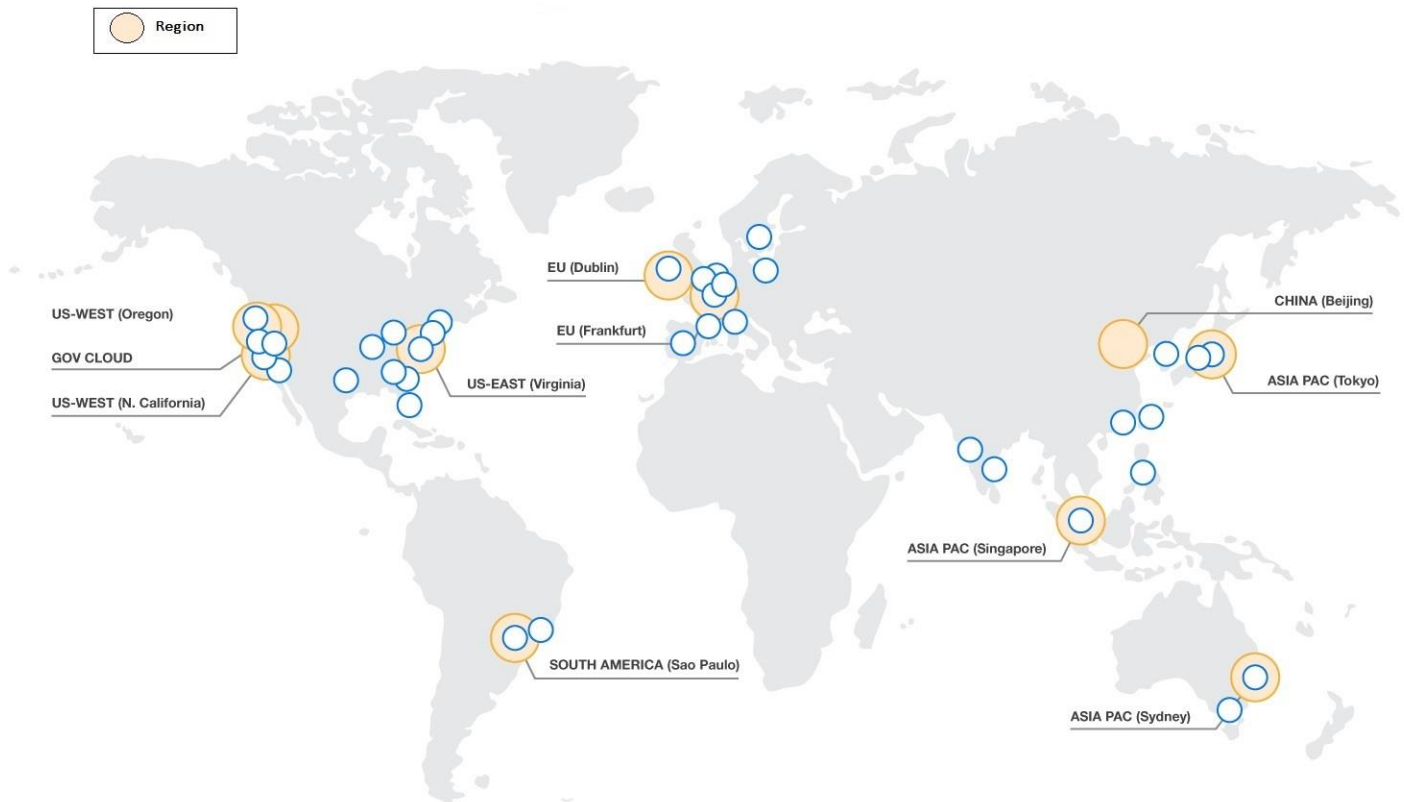 Region
EU (Dublin)
CHINA (Beijing)
US-WEST (Oregon)
EU (Frankfurt)
GOV CLOUD
ASIA PAC (Tokyo)
US-EAST (Virginia)
US-WEST (N. California)
ASIA PAC (Singapore)
SOUTH AMERICA (Sao Paulo)
ASIA PAC (Sydney)